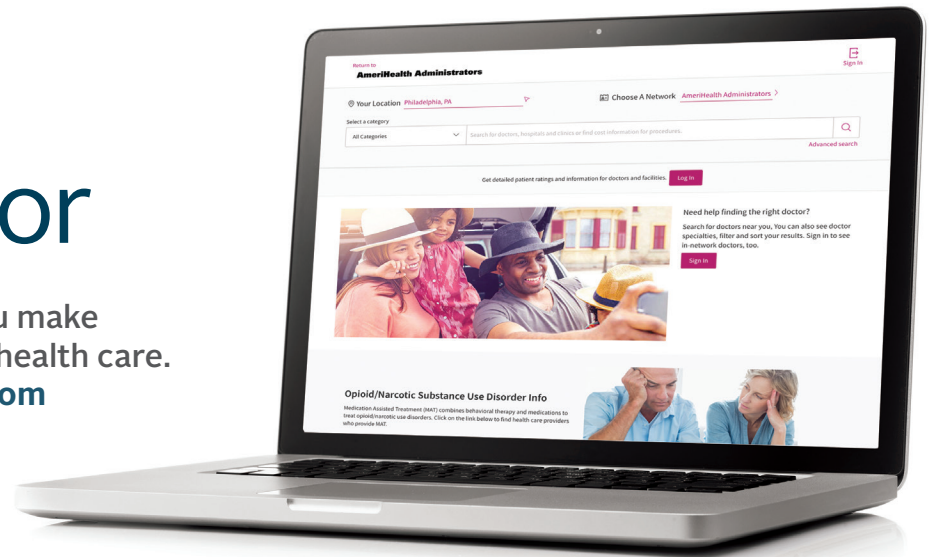 or
u make
health care.
om
Return to
AmeriHealth Administrators
Sign In
Your Location Philadelphia, PA
Choose A Network AmeriHealth Administrators >
Select a category
All Categories
Search for doctors, hospitals and clinics or find cost information for procedures.
Advanced search
Get detailed patient ratings and information for doctors and facilities. Log In
Need help finding the right doctor?
Search for doctors near you, You can also see doctor
specialties, filter and sort your results. Sign in to see
in-network doctors, too.
Sign In
Opioid/Narcotic Substance Use Disorder Info
Medication Assisted Treatment (MAT) combines behavioral therapy and medications to
treat opioid/narcotic use disorders. Click on the link below to find health care providers
who provide MAT.